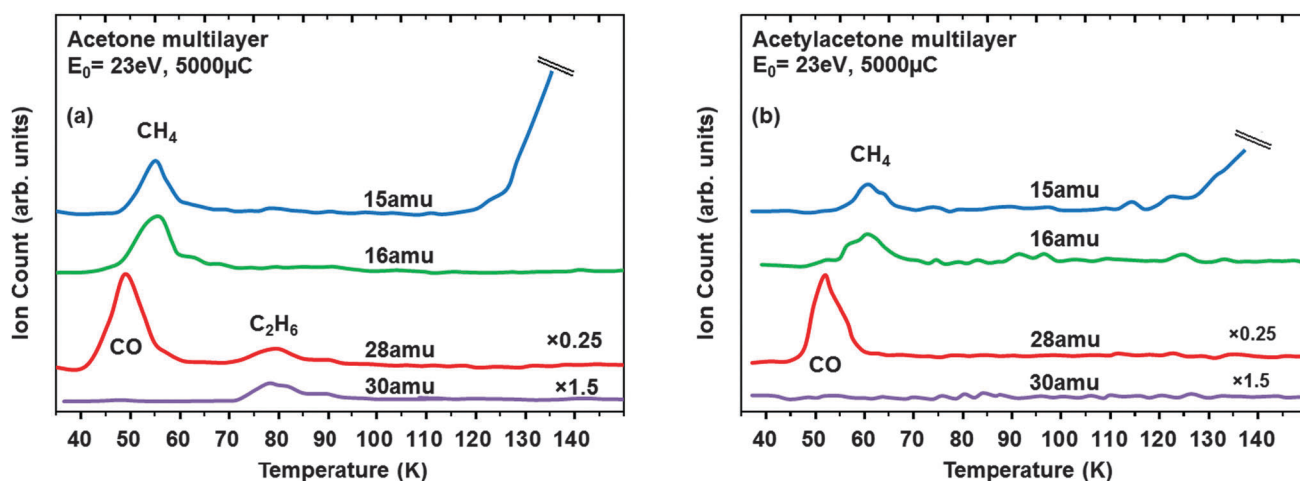 Acetone multilayer
E₀= 23eV, 5000µC
(a)
CH₄
15amu
16amu
C₂H₆
CO
28amu
×0.25
30amu
×1.5
40 50 60 70 80 90 100 110 120 130 140
Temperature (K)
Ion Count (arb. units)
Acetylacetone multilayer
E₀= 23eV, 5000µC
(b)
CH₄
15amu
16amu
CO
28amu
×0.25
30amu
×1.5
40 50 60 70 80 90 100 110 120 130 140
Temperature (K)
Ion Count (arb. units)